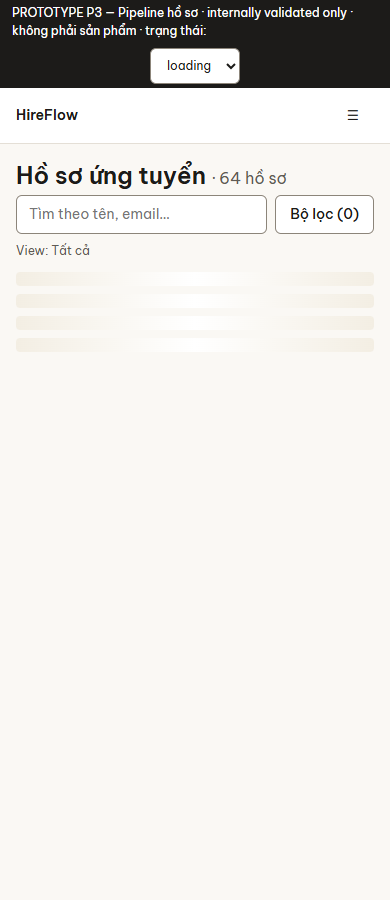 PROTOTYPE P3 — Pipeline hồ sơ · internally validated only ·
không phải sản phẩm · trạng thái:
loading
HireFlow
☰
Hồ sơ ứng tuyển · 64 hồ sơ
Tìm theo tên, email…
Bộ lọc (0)
View: Tất cả